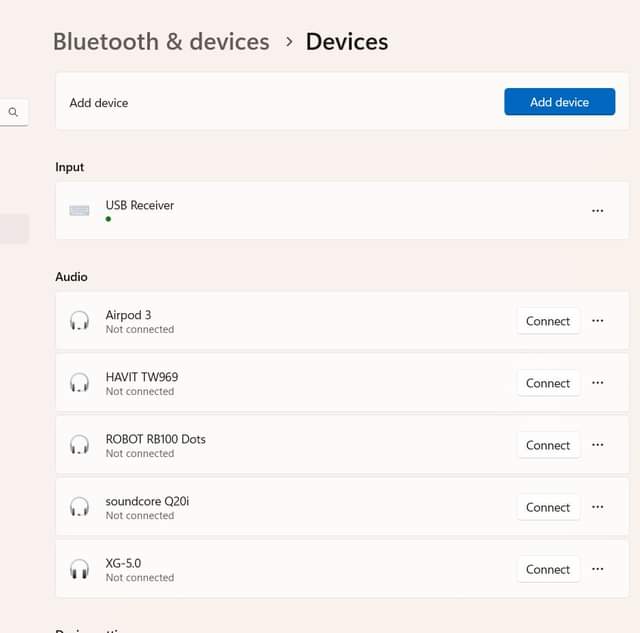 Bluetooth & devices › Devices
Add device
Add device
Input
USB Receiver
Audio
Airpod 3
Not connected
Connect
HAVIT TW969
Not connected
Connect
ROBOT RB100 Dots
Not connected
Connect
soundcore Q20i
Not connected
Connect
XG-5.0
Not connected
Connect